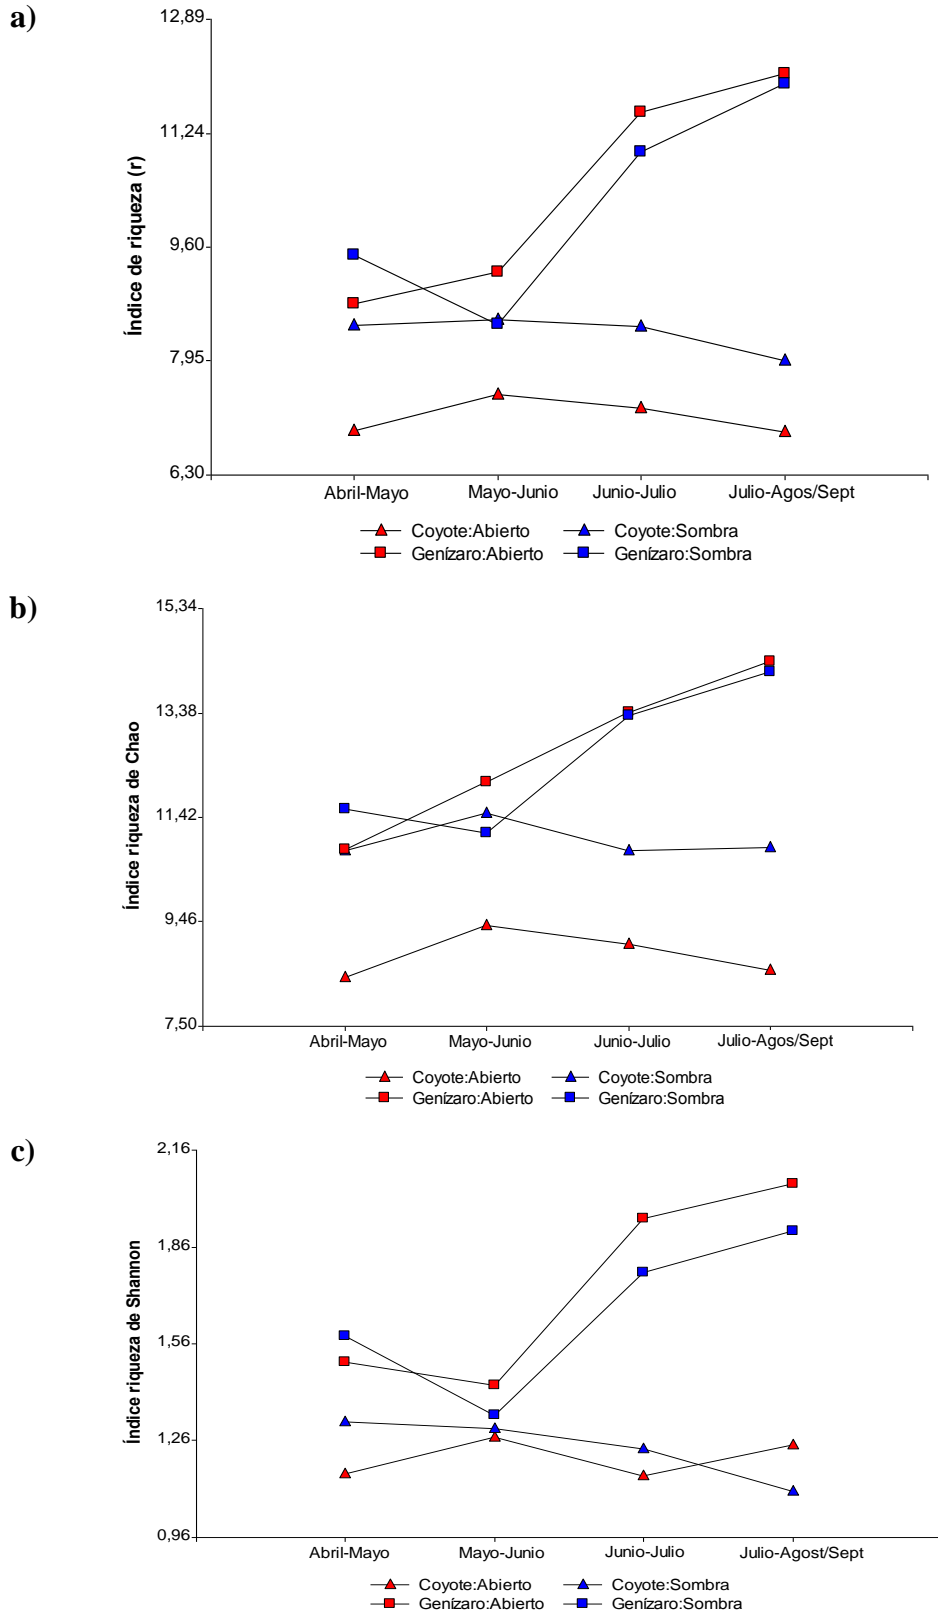 a)
12,89
11,24
9,60
7,95
6,30
Índice de riqueza (r)
Abril-Mayo Mayo-Junio Junio-Julio Julio-Agos/Sept
Coyote:Abierto Coyote:Sombra
Genízaro:Abierto Genízaro:Sombra
b)
15,34
13,38
11,42
9,46
7,50
Índice riqueza de Chao
Abril-Mayo Mayo-Junio Junio-Julio Julio-Agos/Sept
Coyote:Abierto Coyote:Sombra
Genízaro:Abierto Genízaro:Sombra
c)
2,16
1,86
1,56
1,26
0,96
Índice riqueza de Shannon
Abril-Mayo Mayo-Junio Junio-Julio Julio-Agost/Sept
Coyote:Abierto Coyote:Sombra
Genízaro:Abierto Genízaro:Sombra